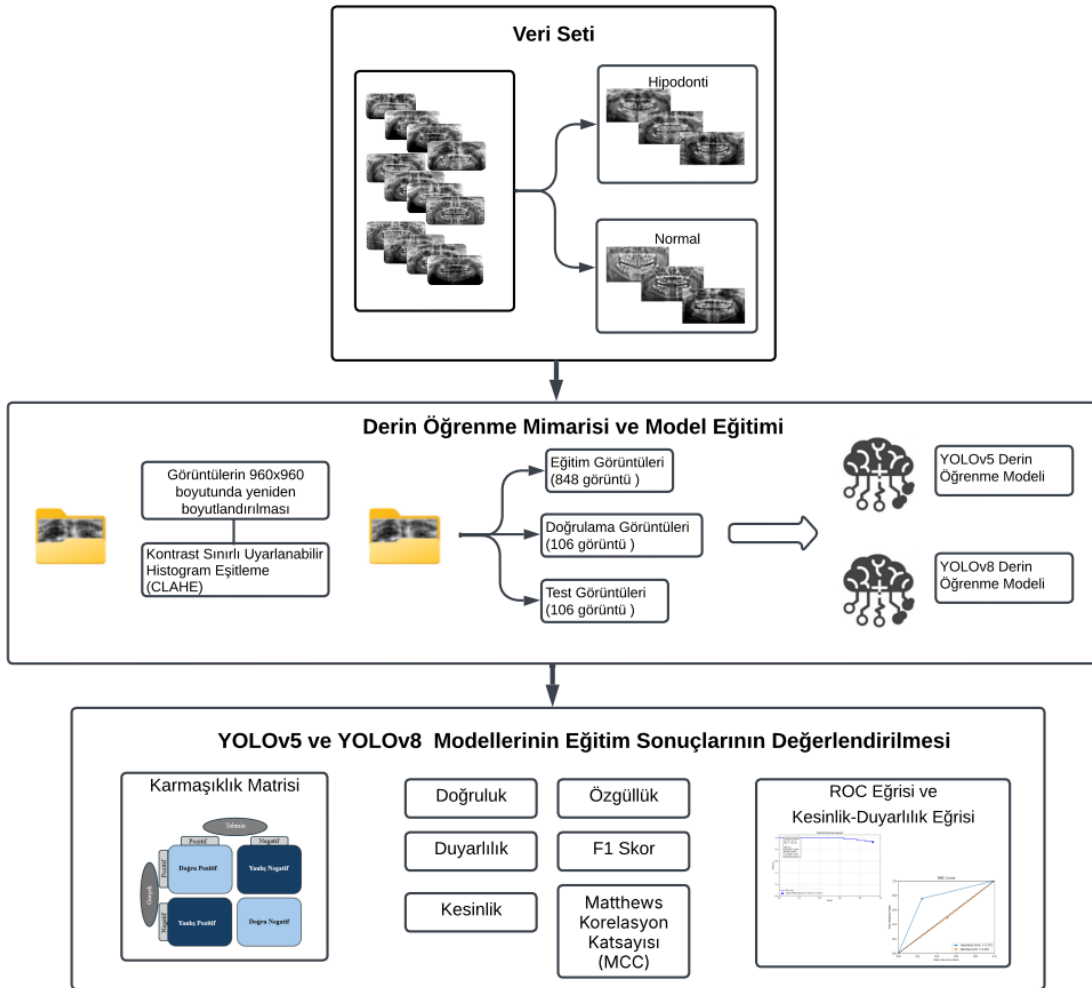 Veri Seti
Hipodonti
Normal
Derin Öğrenme Mimarisi ve Model Eğitimi
Görüntülerin 960x960
boyutunda yeniden
boyutlandırılması
Kontrast Sınırlı Uyarlanabilir
Histogram Eşitleme
(CLAHE)
Eğitim Görüntüleri
(848 görüntü )
Doğrulama Görüntüleri
(106 görüntü )
Test Görüntüleri
(106 görüntü )
YOLOv5 Derin
Öğrenme Modeli
YOLOv8 Derin
Öğrenme Modeli
YOLOv5 ve YOLOv8  Modellerinin Eğitim Sonuçlarının Değerlendirilmesi
Karmaşıklık Matrisi
Tahmin
Pozitif
Negatif
Gerçek
Pozitif
Doğru Pozitif
Yanlış Negatif
Negatif
Yanlış Pozitif
Doğru Negatif
Doğruluk
Özgüllük
Duyarlılık
F1 Skor
Kesinlik
Matthews
Korelasyon
Katsayısı
(MCC)
ROC Eğrisi ve
Kesinlik-Duyarlılık Eğrisi